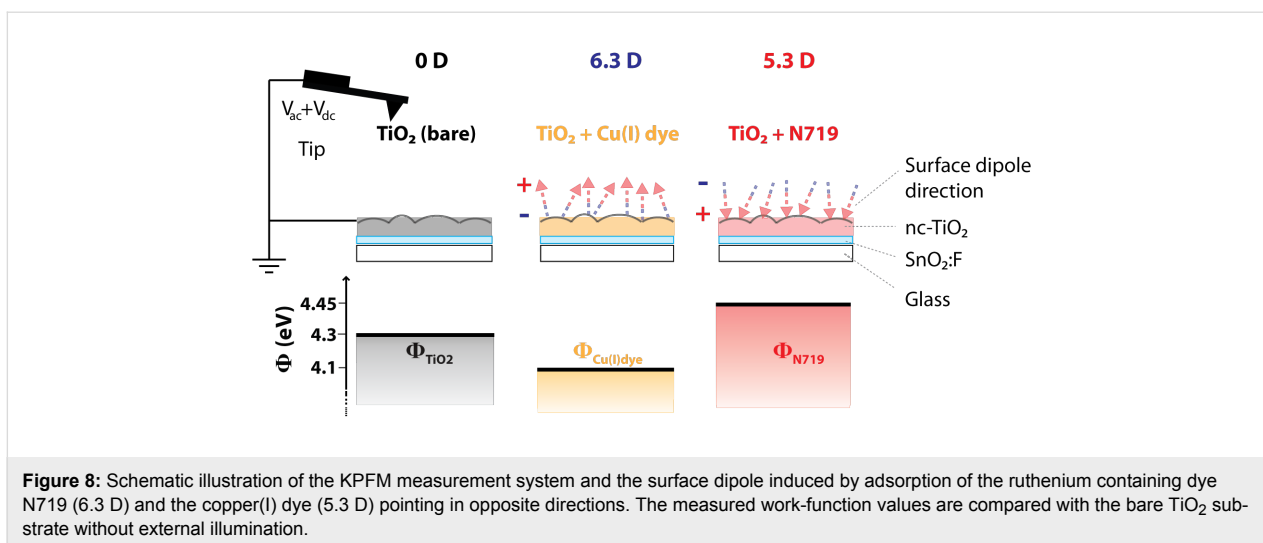 0 D
6.3 D
5.3 D
Vac+Vdc
Tip
TiO2 (bare)
TiO2 + Cu(I) dye
TiO2 + N719
+
-
-
+
Surface dipole
direction
nc-TiO2
SnO2:F
Glass
Φ (eV)
4.45
4.3
4.1
ΦTiO2
ΦCu(I)dye
ΦN719
Figure 8: Schematic illustration of the KPFM measurement system and the surface dipole induced by adsorption of the ruthenium containing dye
N719 (6.3 D) and the copper(I) dye (5.3 D) pointing in opposite directions. The measured work-function values are compared with the bare TiO2 sub-
strate without external illumination.